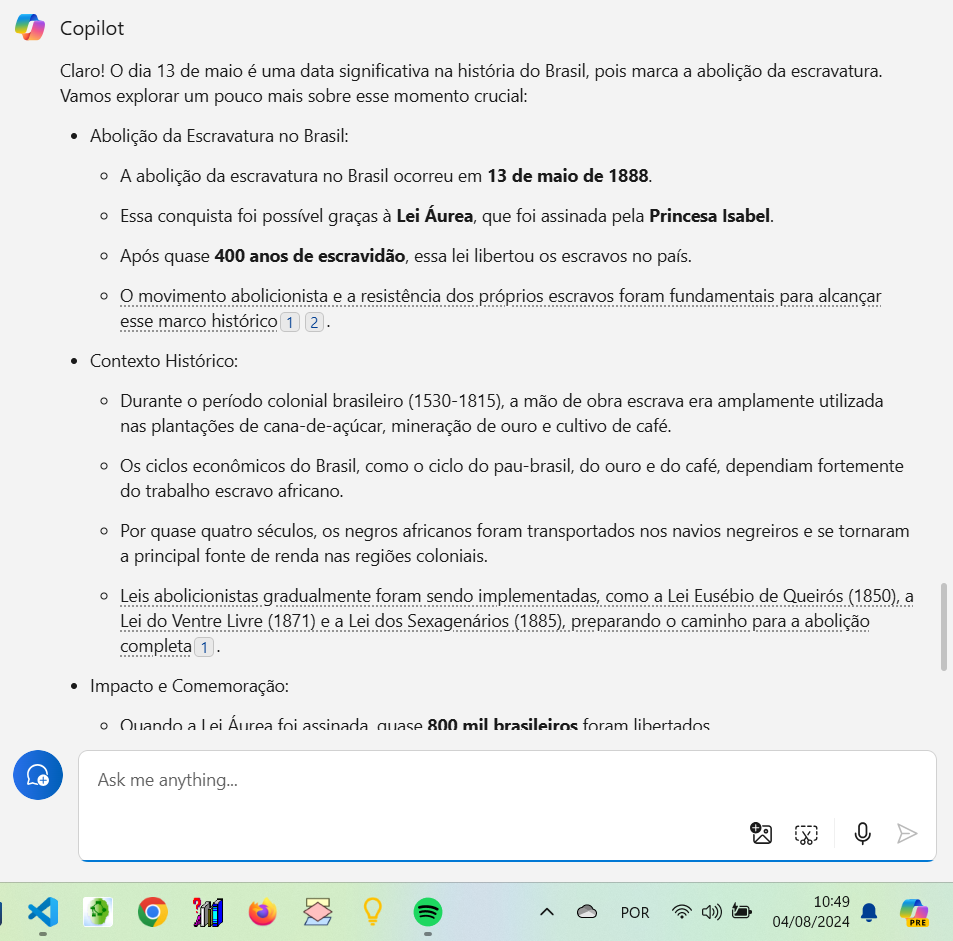 Copilot
Claro! O dia 13 de maio é uma data significativa na história do Brasil, pois marca a abolição da escravatura.
Vamos explorar um pouco mais sobre esse momento crucial:
• Abolição da Escravatura no Brasil:
◦ A abolição da escravatura no Brasil ocorreu em 13 de maio de 1888.
◦ Essa conquista foi possível graças à Lei Áurea, que foi assinada pela Princesa Isabel.
◦ Após quase 400 anos de escravidão, essa lei libertou os escravos no país.
◦ O movimento abolicionista e a resistência dos próprios escravos foram fundamentais para alcançar
esse marco histórico 1 2 .
• Contexto Histórico:
◦ Durante o período colonial brasileiro (1530-1815), a mão de obra escrava era amplamente utilizada
nas plantações de cana-de-açúcar, mineração de ouro e cultivo de café.
◦ Os ciclos econômicos do Brasil, como o ciclo do pau-brasil, do ouro e do café, dependiam fortemente
do trabalho escravo africano.
◦ Por quase quatro séculos, os negros africanos foram transportados nos navios negreiros e se tornaram
a principal fonte de renda nas regiões coloniais.
◦ Leis abolicionistas gradualmente foram sendo implementadas, como a Lei Eusébio de Queirós (1850), a
Lei do Ventre Livre (1871) e a Lei dos Sexagenários (1885), preparando o caminho para a abolição
completa 1 .
• Impacto e Comemoração:
◦ Quando a Lei Áurea foi assinada, quase 800 mil brasileiros foram libertados
Ask me anything...
POR
10:49
04/08/2024
PRE